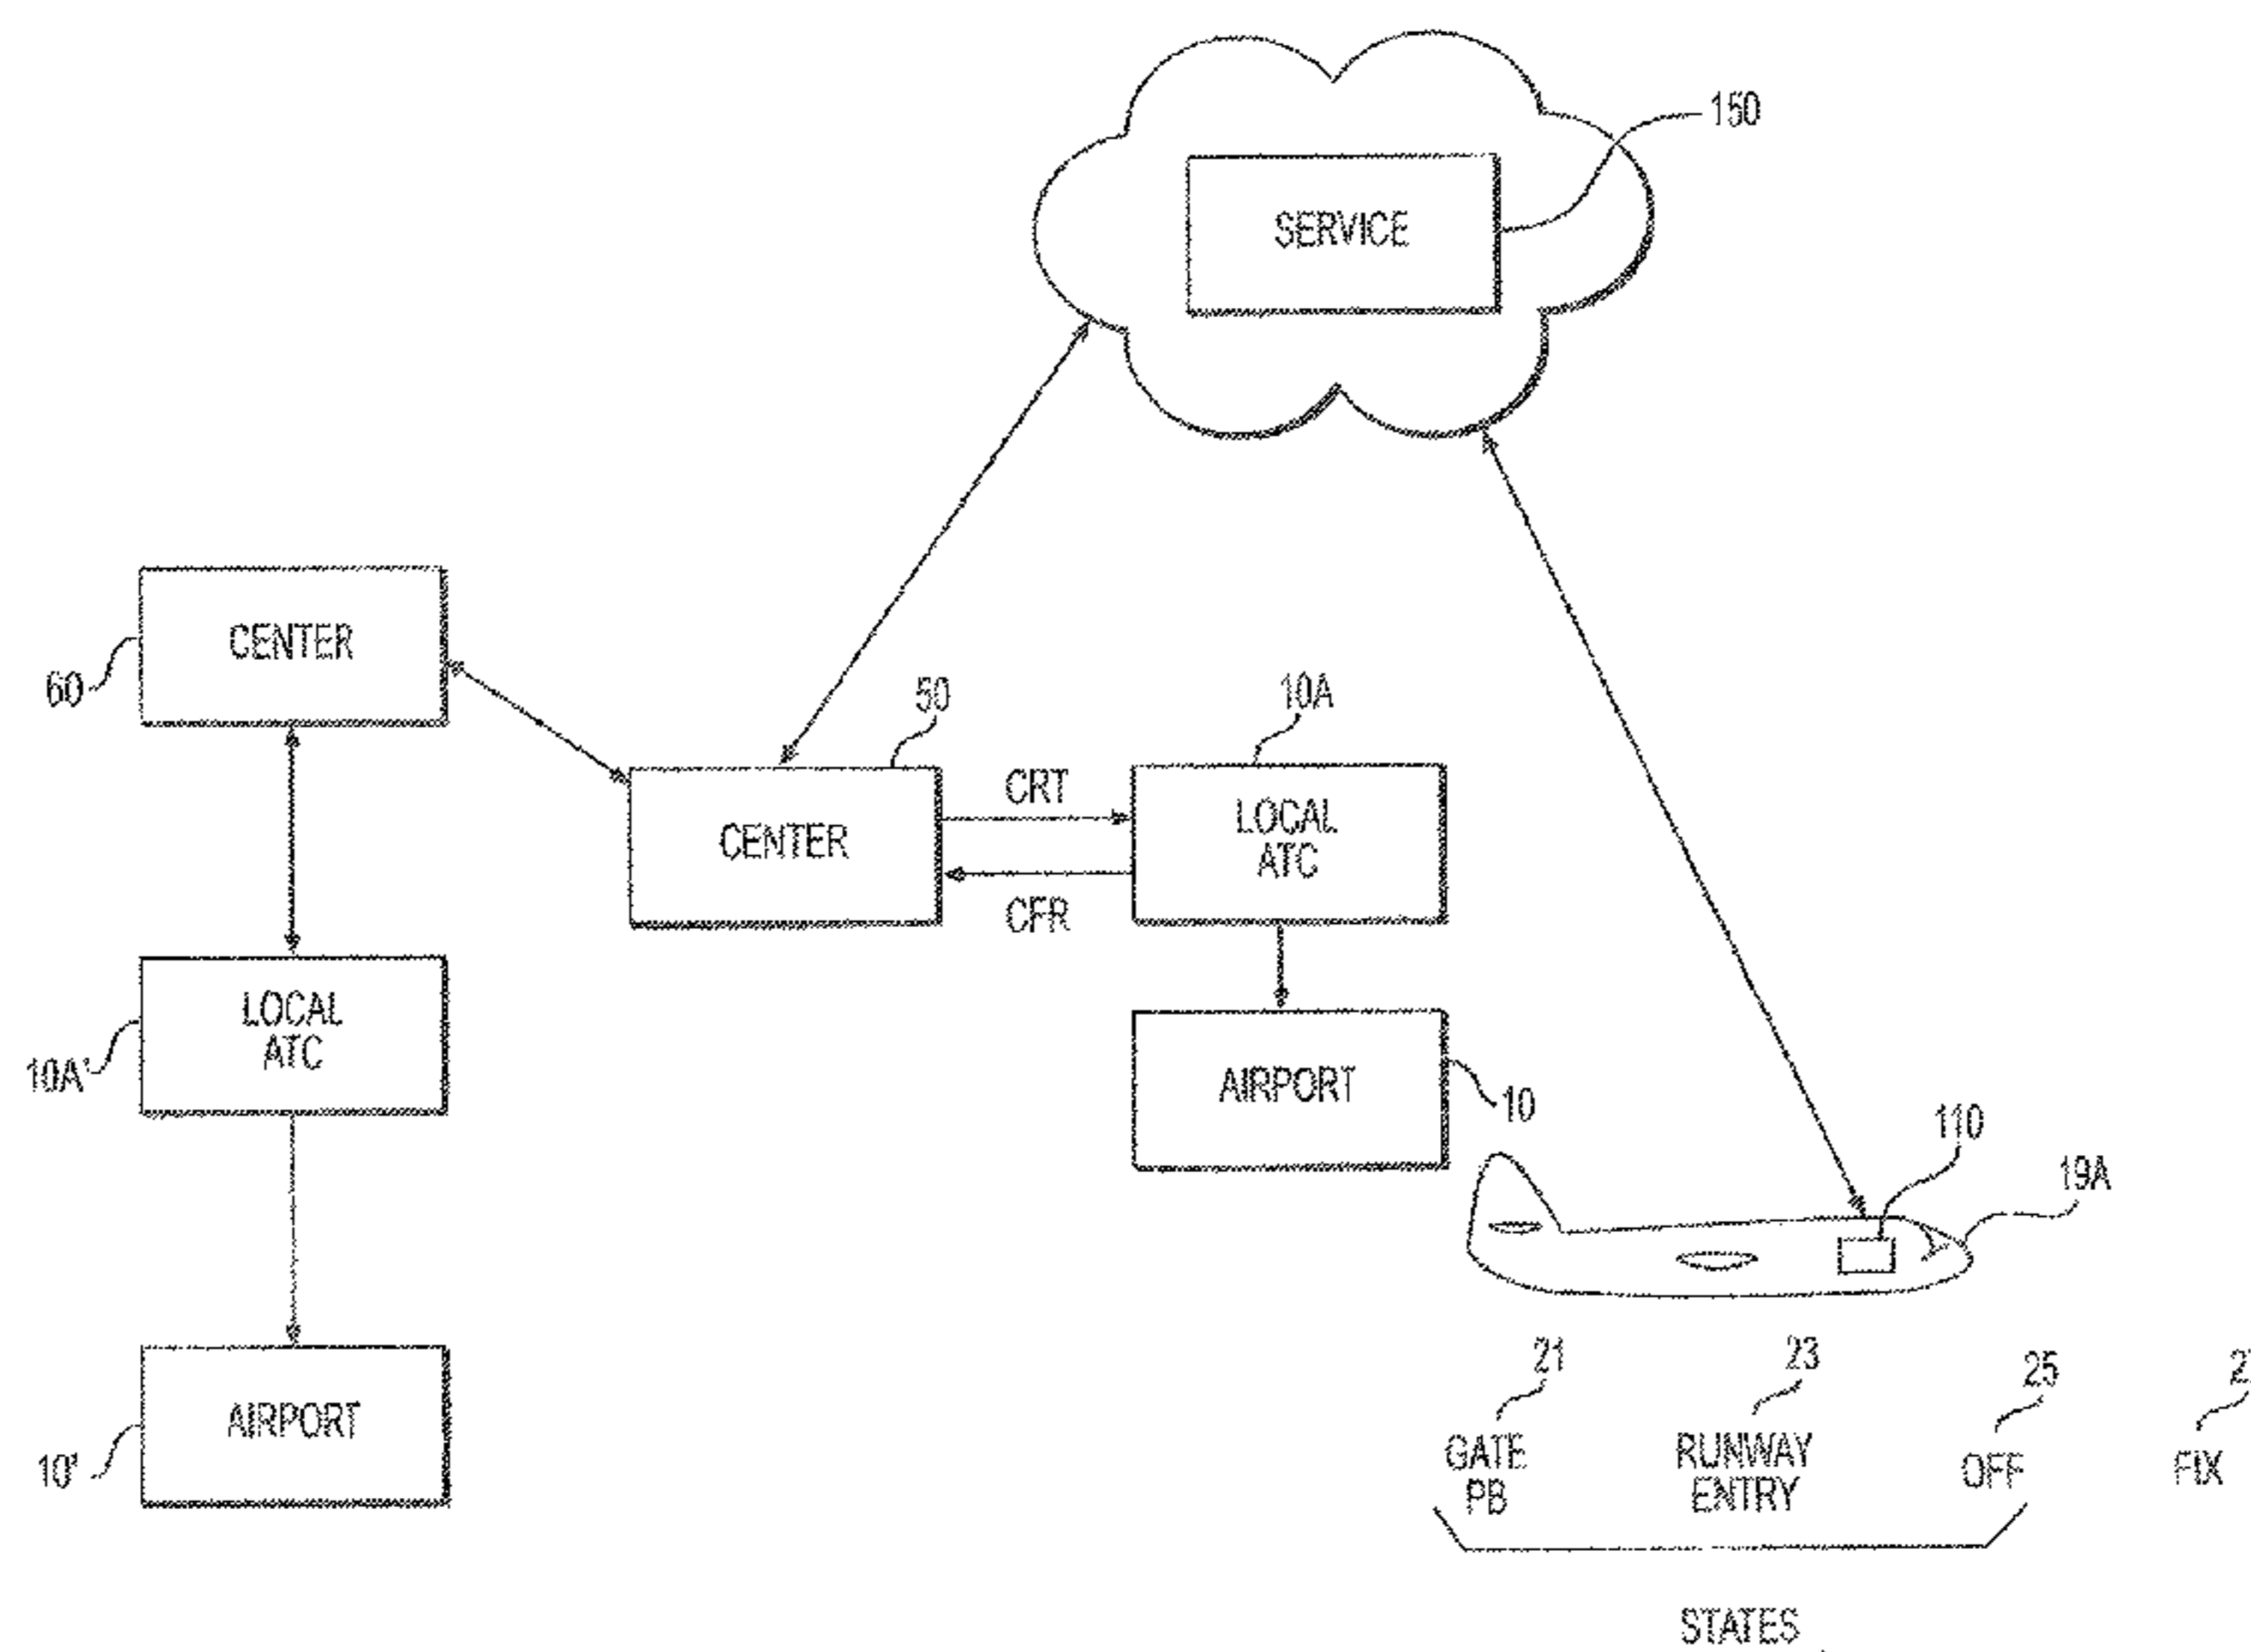 150
SERVICE
CENTER
60
50
10A
CRT
LOCAL
ATC
CENTER
CFR
LOCAL
ATC
10A'
AIRPORT
10
110
19A
AIRPORT
10'
21
23
25
GATE
PB
RUNWAY
ENTRY
OFF
FIX
STATES